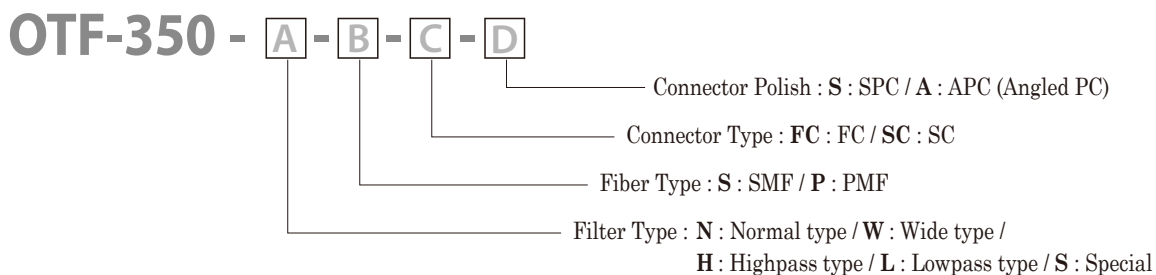 OTF-350 - A - B - C - D
Connector Polish : S : SPC / A : APC (Angled PC)
Connector Type : FC : FC / SC : SC
Fiber Type : S : SMF / P : PMF
Filter Type : N : Normal type / W : Wide type /
H : Highpass type / L : Lowpass type / S : Special